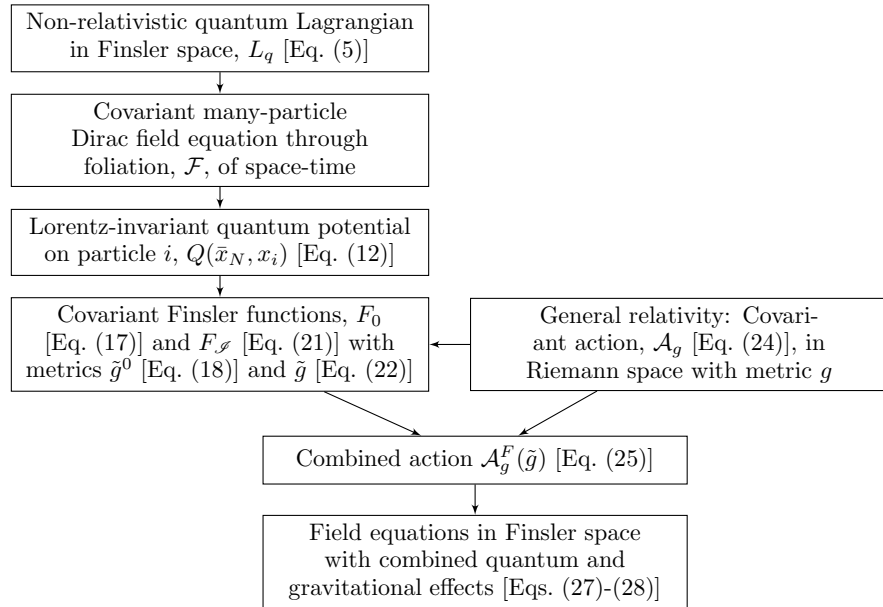 Non-relativistic quantum Lagrangian
in Finsler space, L_q [Eq. (5)]
Covariant many-particle
Dirac field equation through
foliation, ℱ, of space-time
Lorentz-invariant quantum potential
on particle i, Q(x̄_N, x_i) [Eq. (12)]
Covariant Finsler functions, F_0
[Eq. (17)] and F_ℐ [Eq. (21)] with
metrics g̃^0 [Eq. (18)] and g̃ [Eq. (22)]
General relativity: Covari-
ant action, 𝒜_g [Eq. (24)], in
Riemann space with metric g
Combined action 𝒜_g^F(g̃) [Eq. (25)]
Field equations in Finsler space
with combined quantum and
gravitational effects [Eqs. (27)-(28)]